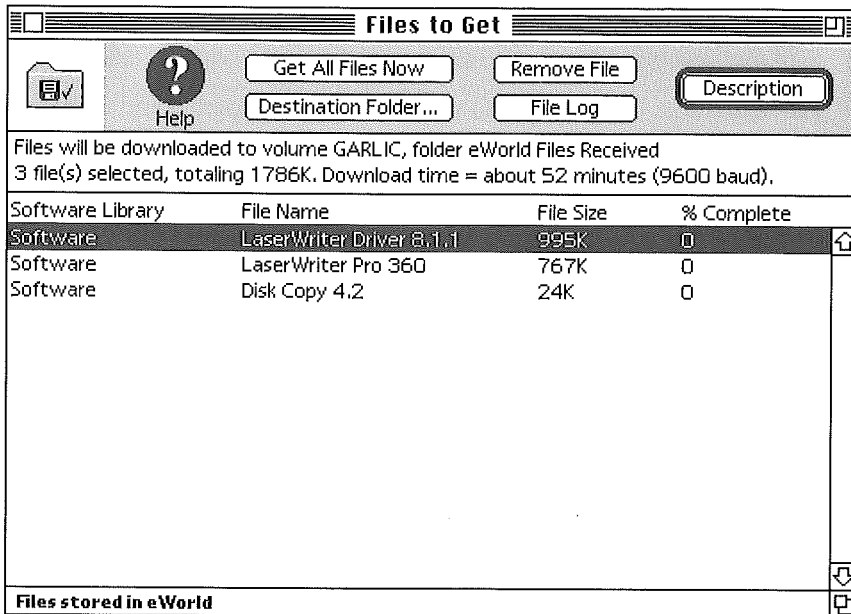 Files to Get
Get All Files Now
Remove File
Description
Help
Destination Folder...
File Log
Files will be downloaded to volume GARLIC, folder eWorld Files Received
3 file(s) selected, totaling 1786K. Download time = about 52 minutes (9600 baud).
Software Library File Name File Size % Complete
Software LaserWriter Driver 8.1.1 995K 0
Software LaserWriter Pro 360 767K 0
Software Disk Copy 4.2 24K 0
Files stored in eWorld